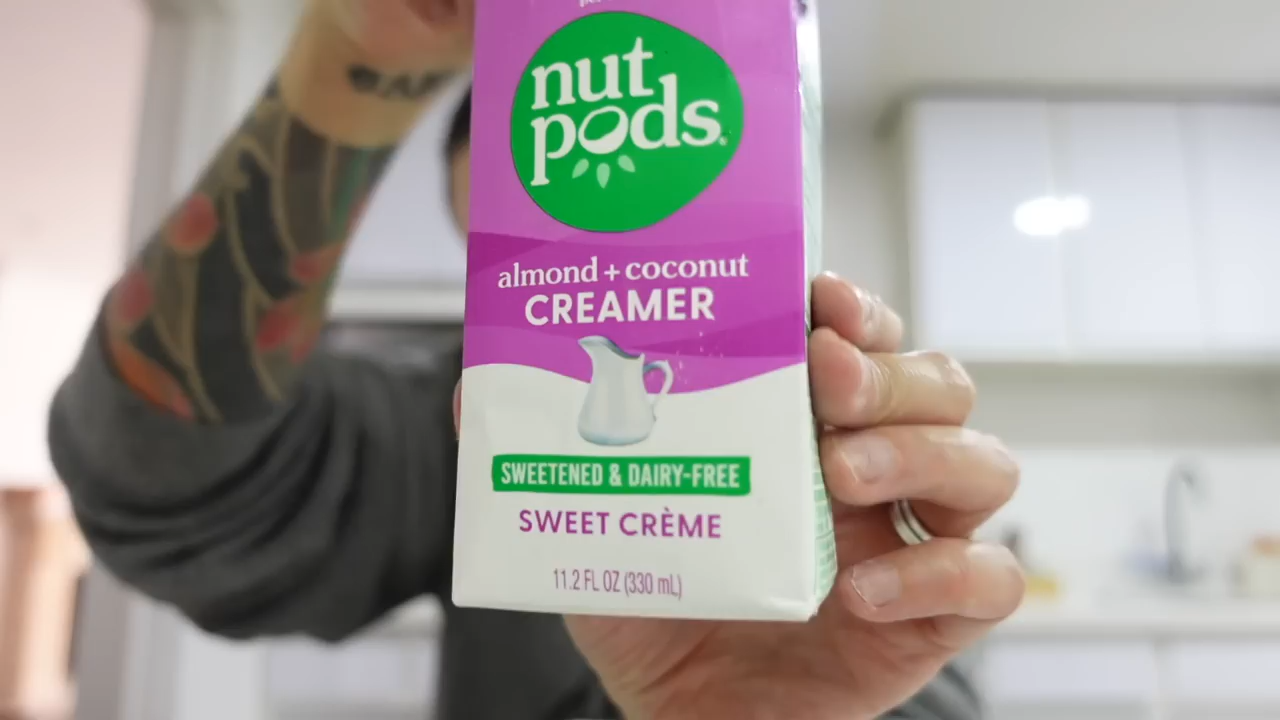 nut
pods
almond + coconut
CREAMER
SWEETENED & DAIRY-FREE
SWEET CRÈME
11.2 FL OZ (330 mL)